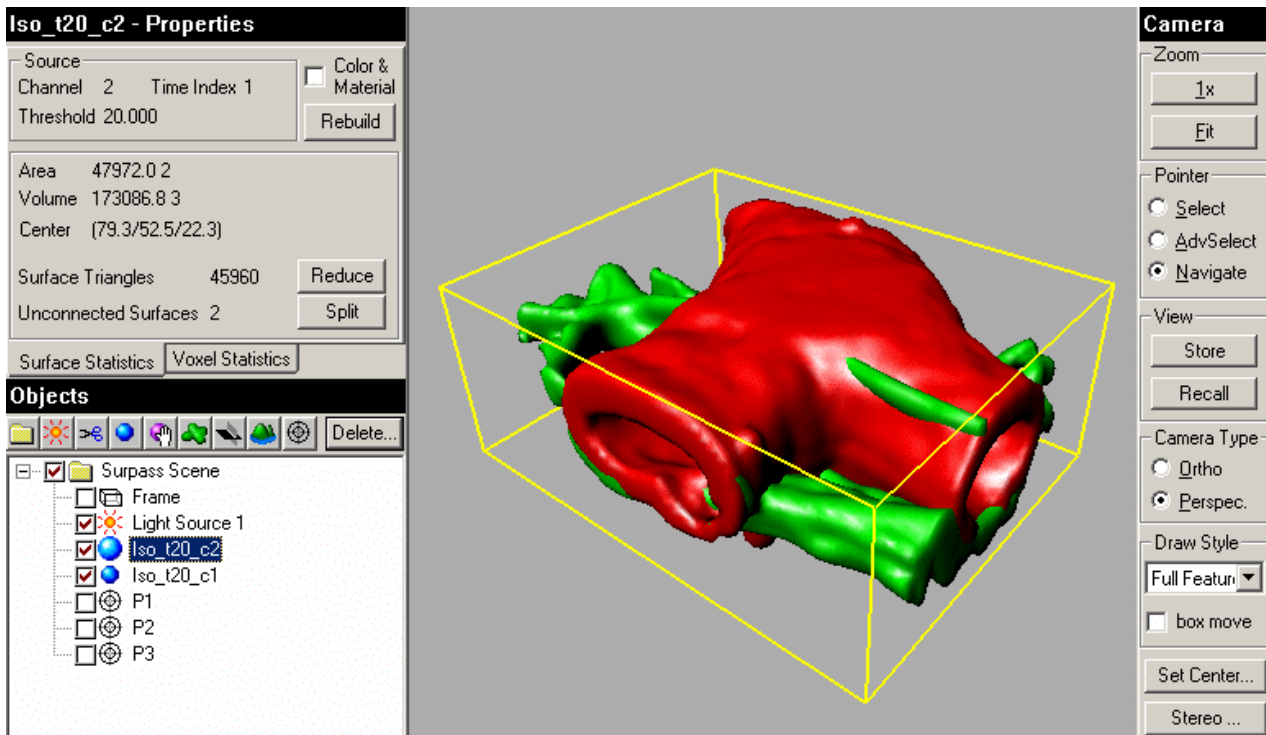 Iso_t20_c2 - Properties
Source
Channel 2 Time Index 1
Threshold 20.000
Color &
Material
Rebuild
Area 47972.0 2
Volume 173086.8 3
Center (79.3/52.5/22.3)
Surface Triangles 45960 Reduce
Unconnected Surfaces 2 Split
Surface Statistics Voxel Statistics
Objects
Delete...
Surpass Scene
Frame
Light Source 1
Iso_t20_c2
Iso_t20_c1
P1
P2
P3
Camera
Zoom
1x
Fit
Pointer
Select
AdvSelect
Navigate
View
Store
Recall
Camera Type
Ortho
Perspec.
Draw Style
Full Featur
box move
Set Center...
Stereo ...